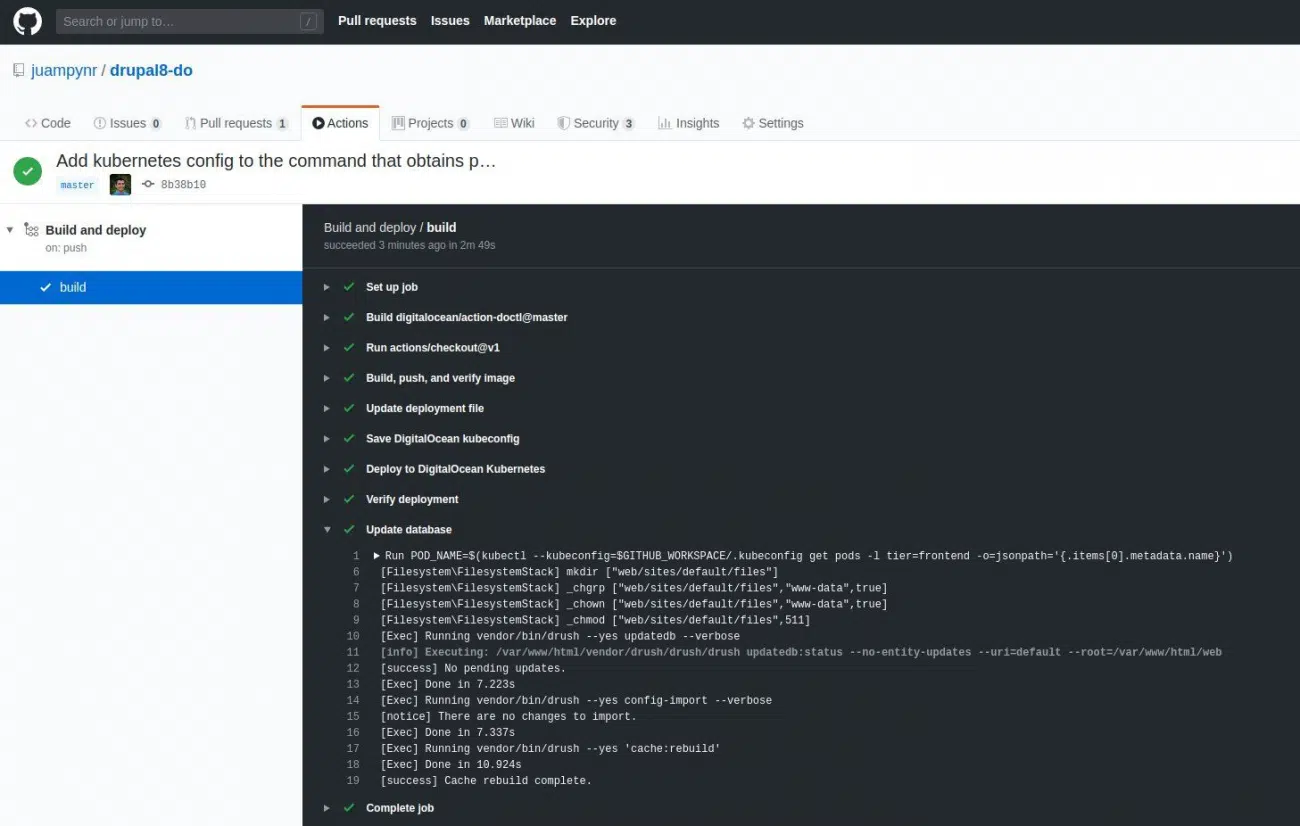 Search or jump to… /
Pull requests Issues Marketplace Explore
juampynr / drupal8-do
Code Issues 0 Pull requests 1 Actions Projects 0 Wiki Security 3 Insights Settings
Add kubernetes config to the command that obtains p…
master 8b38b10
Build and deploy
on: push
build
Build and deploy / build
succeeded 3 minutes ago in 2m 49s
Set up job
Build digitalocean/action-doctl@master
Run actions/checkout@v1
Build, push, and verify image
Update deployment file
Save DigitalOcean kubeconfig
Deploy to DigitalOcean Kubernetes
Verify deployment
Update database
1 Run POD_NAME=$(kubectl --kubeconfig=$GITHUB_WORKSPACE/.kubeconfig get pods -l tier=frontend -o=jsonpath='{.items[0].metadata.name}')
6 [Filesystem\FilesystemStack] mkdir ["web/sites/default/files"]
7 [Filesystem\FilesystemStack] _chgrp ["web/sites/default/files","www-data",true]
8 [Filesystem\FilesystemStack] _chown ["web/sites/default/files","www-data",true]
9 [Filesystem\FilesystemStack] _chmod ["web/sites/default/files",511]
10 [Exec] Running vendor/bin/drush --yes updatedb --verbose
11 [info] Executing: /var/www/html/vendor/drush/drush/drush updatedb:status --no-entity-updates --uri=default --root=/var/www/html/web
12 [success] No pending updates.
13 [Exec] Done in 7.223s
14 [Exec] Running vendor/bin/drush --yes config-import --verbose
15 [notice] There are no changes to import.
16 [Exec] Done in 7.337s
17 [Exec] Running vendor/bin/drush --yes 'cache:rebuild'
18 [Exec] Done in 10.924s
19 [success] Cache rebuild complete.
Complete job